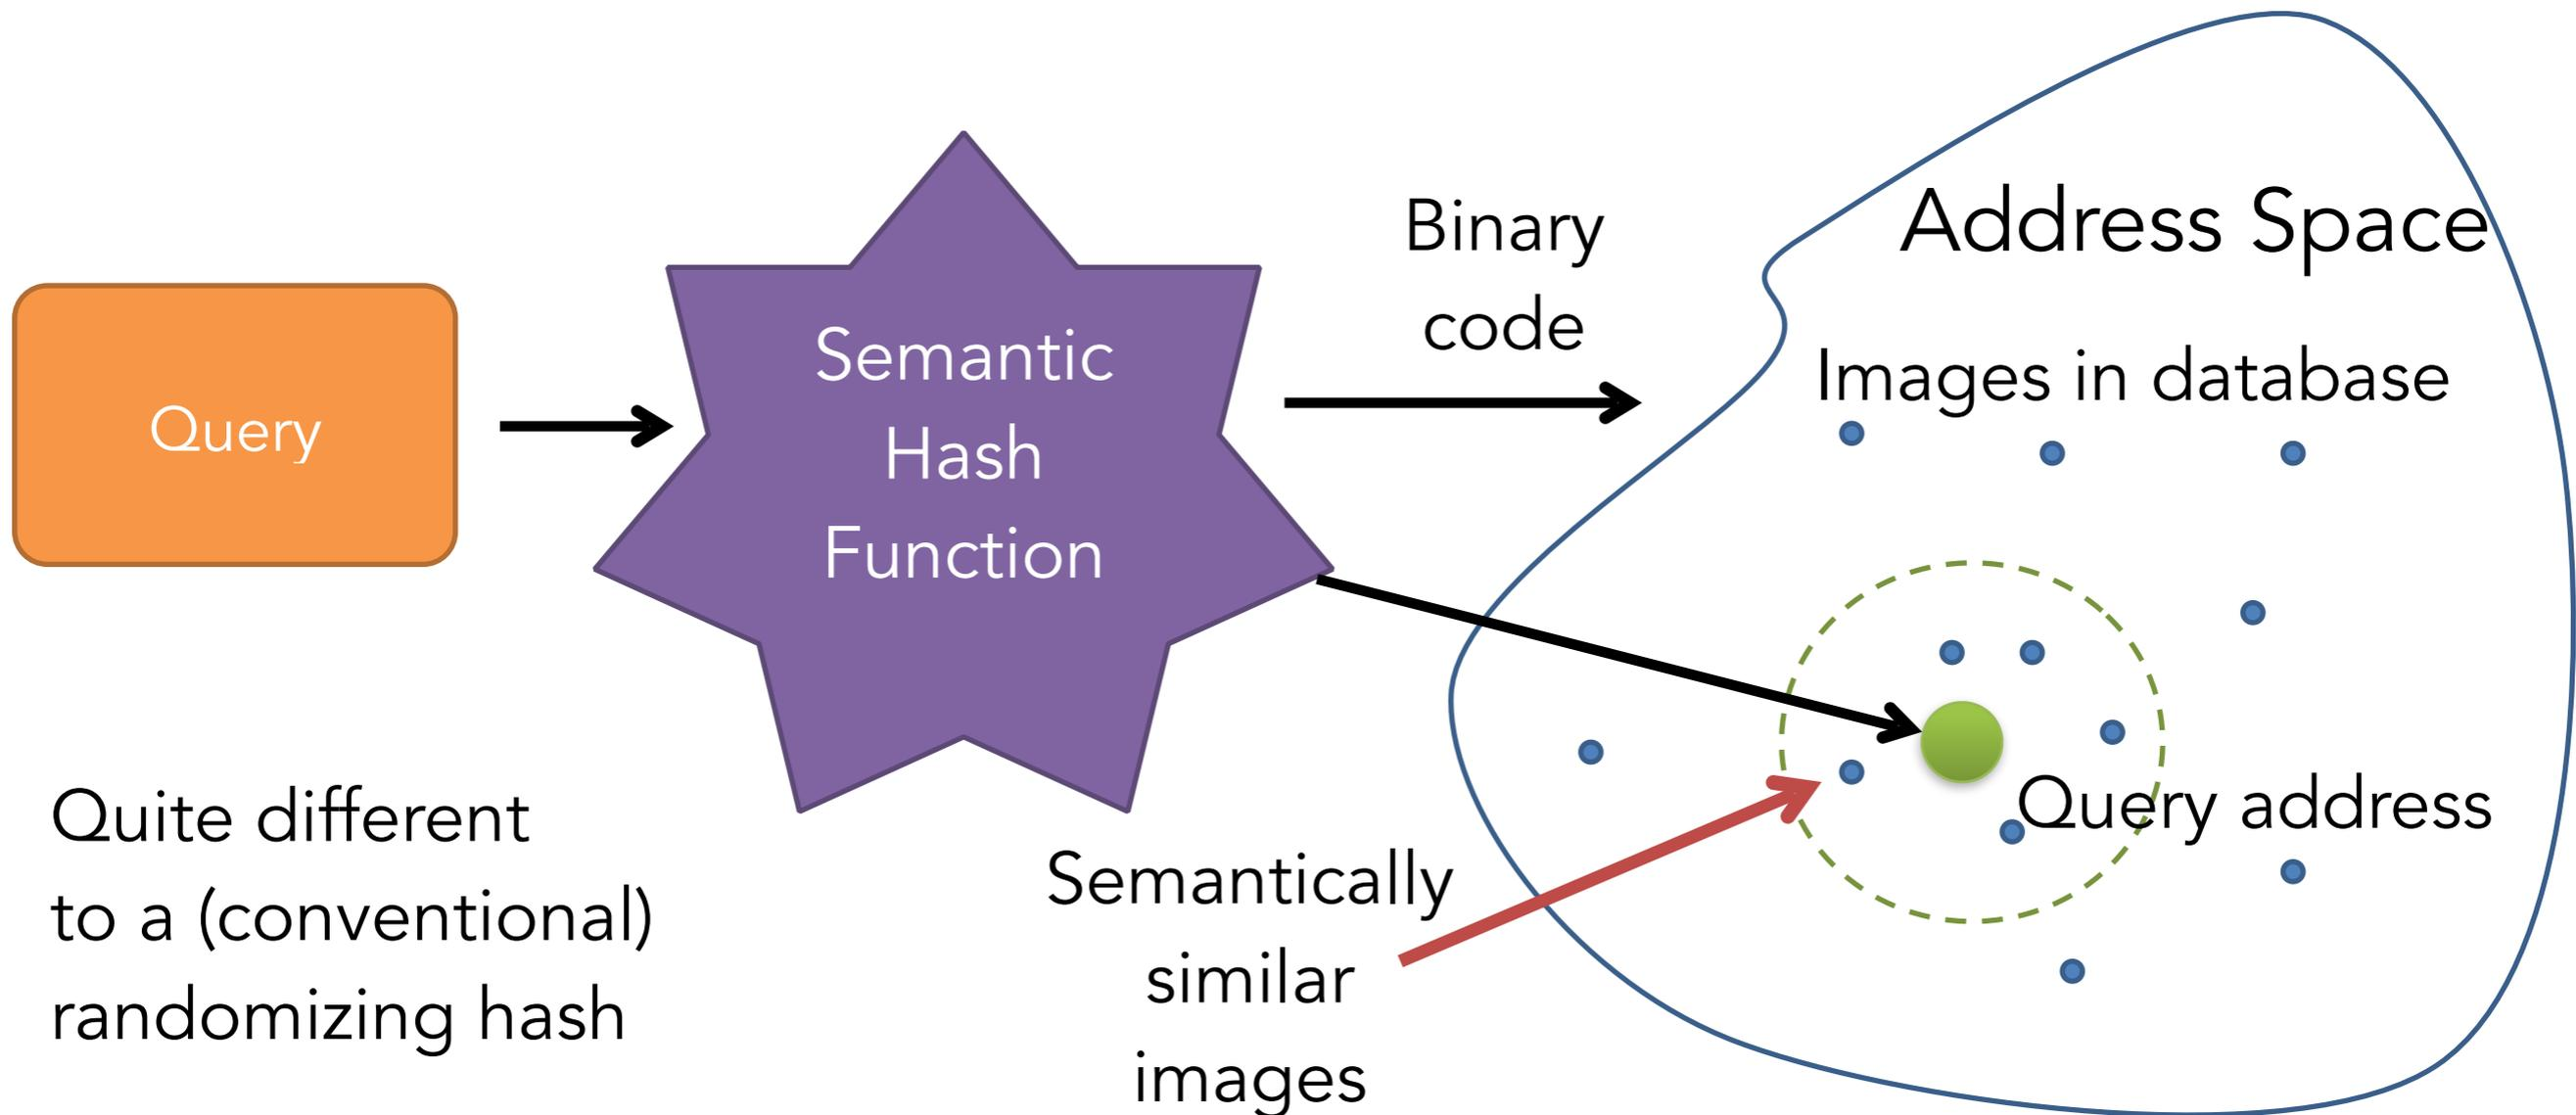 Query
Semantic
Hash
Function
Binary
code
Address Space
Images in database
Query address
Semantically
similar
images
Quite different
to a (conventional)
randomizing hash